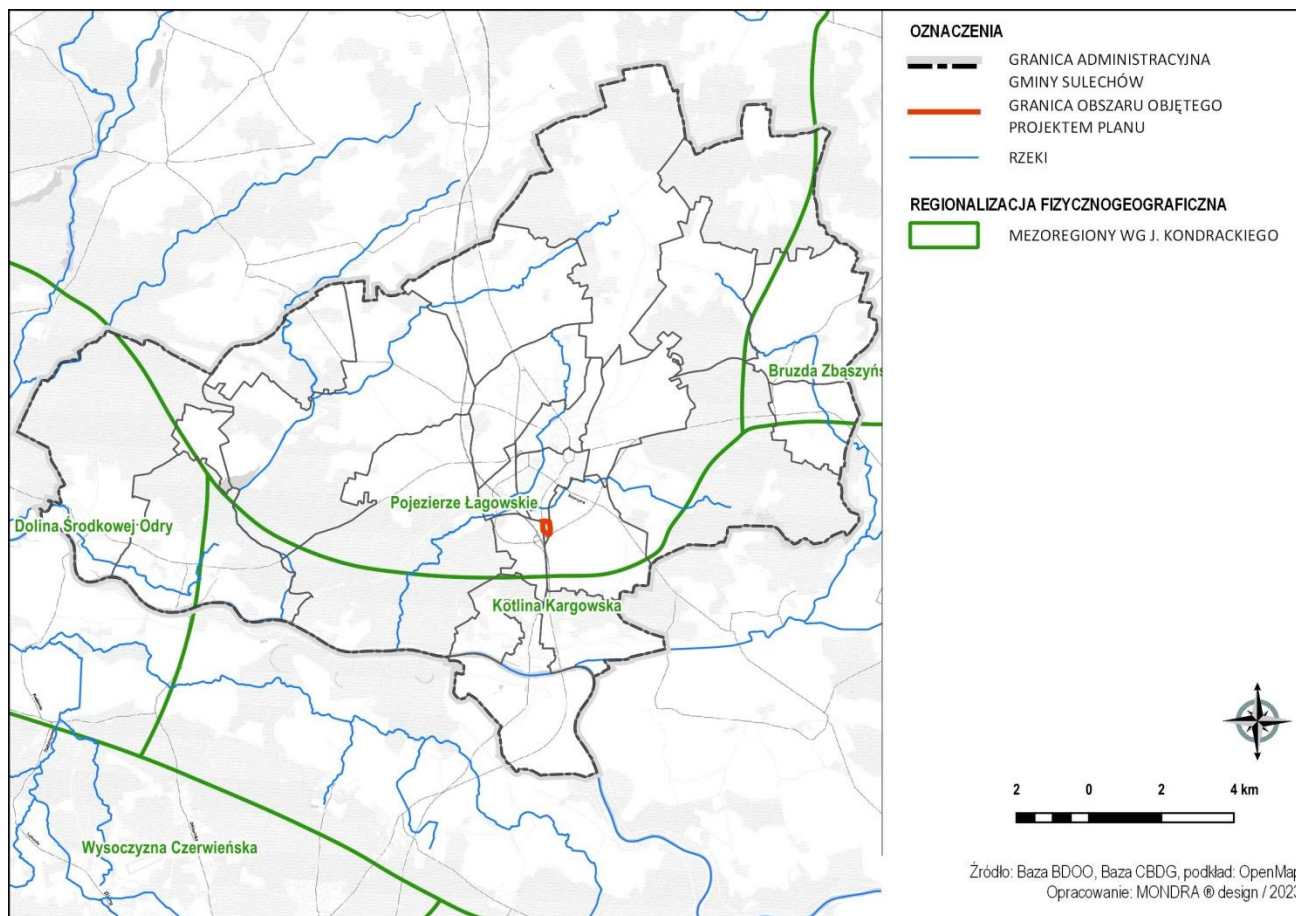 OZNACZENIA
GRANICA ADMINISTRACYJNA
GMINY SULECHÓW
GRANICA OBSZARU OBJĘTEGO
PROJEKTEM PLANU
RZEKI
REGIONALIZACJA FIZYCZNOGEOGRAFICZNA
MEZOREGIONY WG J. KONDRACKIEGO
Bruzda Zbąszyńs
Pojezierze Łagowskie
Dolina Środkowej Odry
Kotlina Kargowska
Wysoczyzna Czerwieńska
2 0 2 4 km
Źródło: Baza BDOO, Baza CBDG, podkład: OpenMap
Opracowanie: MONDRA ® design / 2023